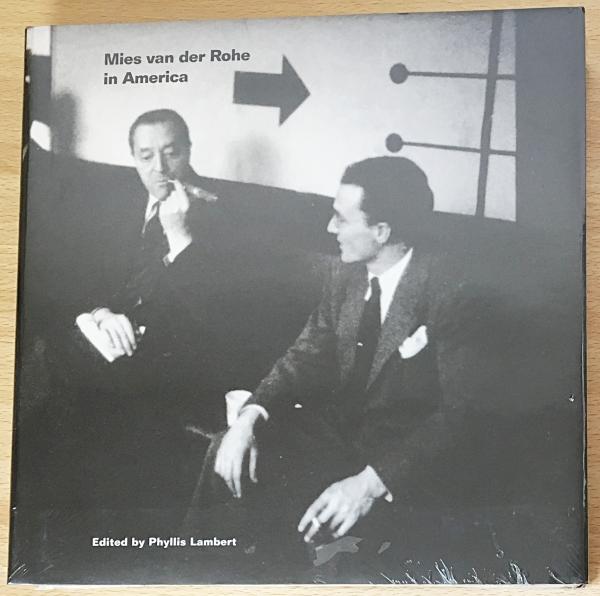 Mies van der Rohe
in America
Edited by Phyllis Lambert